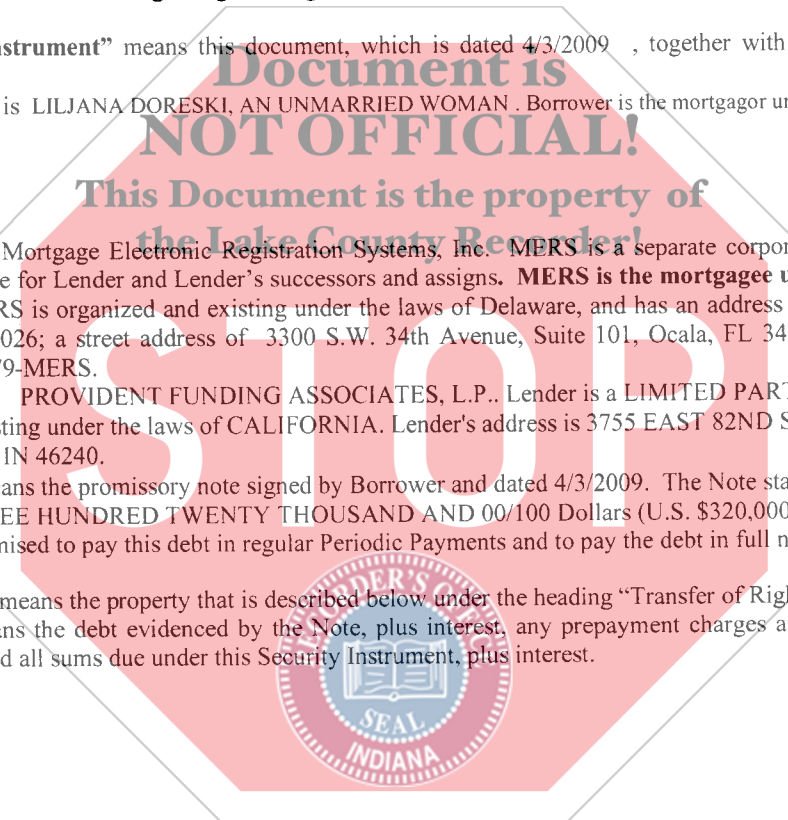 nstrument” means this document, which is dated 4/3/2009 , together with
Document is
is LILJANA DORESKI, AN UNMARRIED WOMAN . Borrower is the mortgagor un
NOT OFFICIAL!
This Document is the property of
the Lake County Recorder!
Mortgage Electronic Registration Systems, Inc. MERS is a separate corpor
e for Lender and Lender’s successors and assigns. MERS is the mortgagee u
RS is organized and existing under the laws of Delaware, and has an address
026; a street address of 3300 S.W. 34th Avenue, Suite 101, Ocala, FL 34
79-MERS.
PROVIDENT FUNDING ASSOCIATES, L.P.. Lender is a LIMITED PART
ting under the laws of CALIFORNIA. Lender's address is 3755 EAST 82ND S
IN 46240.
STOP
ans the promissory note signed by Borrower and dated 4/3/2009. The Note sta
EE HUNDRED TWENTY THOUSAND AND 00/100 Dollars (U.S. $320,000
mised to pay this debt in regular Periodic Payments and to pay the debt in full n
means the property that is described below under the heading “Transfer of Righ
ans the debt evidenced by the Note, plus interest, any prepayment charges a
d all sums due under this Security Instrument, plus interest.
RECORDER'S OFFICE
SEAL
INDIANA